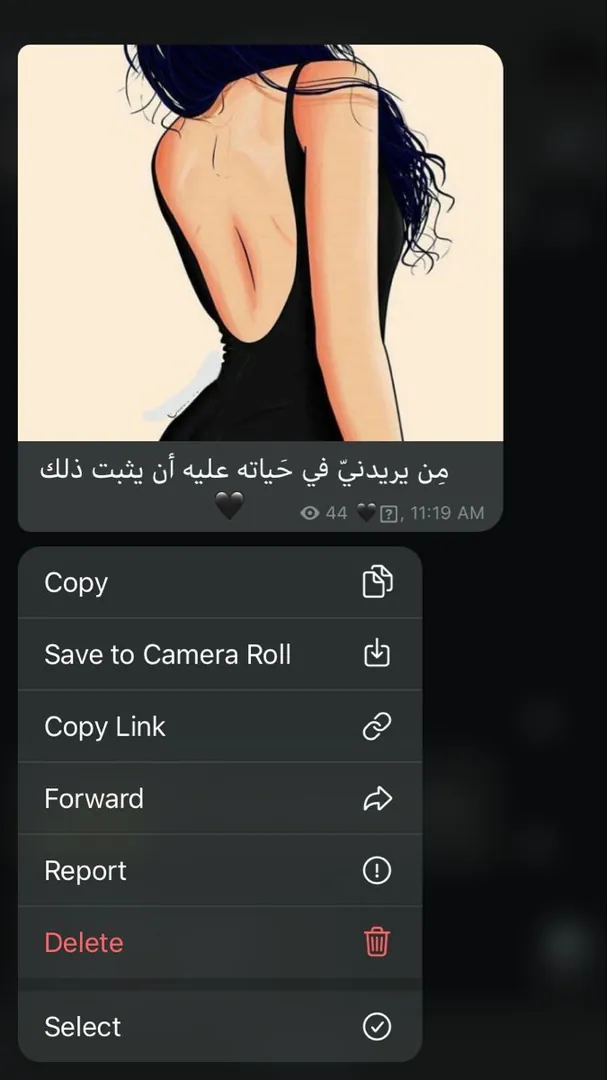 مِن يريدنيّ في حَياته عليه أن يثبت ذلك
🖤
44 🖤, 11:19 AM
Copy
Save to Camera Roll
Copy Link
Forward
Report
Delete
Select